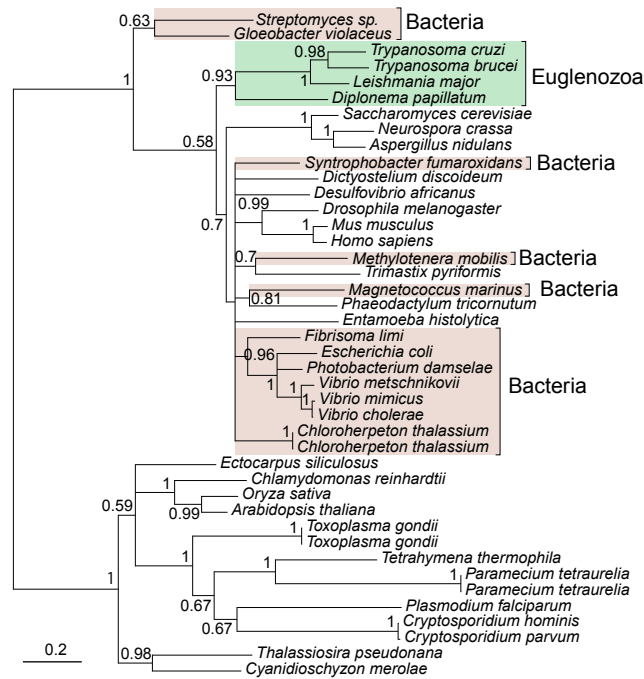 0.63
Streptomyces sp.
Bacteria
Gloeobacter violaceus
1
0.93
0.98
Trypanosoma cruzi
Trypanosoma brucei
Euglenozoa
1
Leishmania major
Diplonema papillatum
0.58
Saccharomyces cerevisiae
1
1
Neurospora crassa
Aspergillus nidulans
Syntrophobacter fumaroxidans
Bacteria
Dictyostelium discoideum
Desulfovibrio africanus
0.7
0.99
Drosophila melanogaster
1
Mus musculus
Homo sapiens
0.7
Methylotenera mobilis
Bacteria
Trimastix pyriformis
Magnetococcus marinus
Bacteria
0.81
Phaeodactylum tricornutum
Entamoeba histolytica
Fibrisoma limi
0.96
Escherichia coli
Photobacterium damselae
1
1
Vibrio metschnikovii
Bacteria
1
Vibrio mimicus
Vibrio cholerae
1
Chloroherpeton thalassium
Chloroherpeton thalassium
Ectocarpus siliculosus
1
Chlamydomonas reinhardtii
0.59
Oryza sativa
0.99
Arabidopsis thaliana
1
Toxoplasma gondii
Toxoplasma gondii
1
1
Tetrahymena thermophila
1
Paramecium tetraurelia
Paramecium tetraurelia
1
0.67
Plasmodium falciparum
0.67
1
Cryptosporidium hominis
Cryptosporidium parvum
0.2
0.98
Thalassiosira pseudonana
Cyanidioschyzon merolae